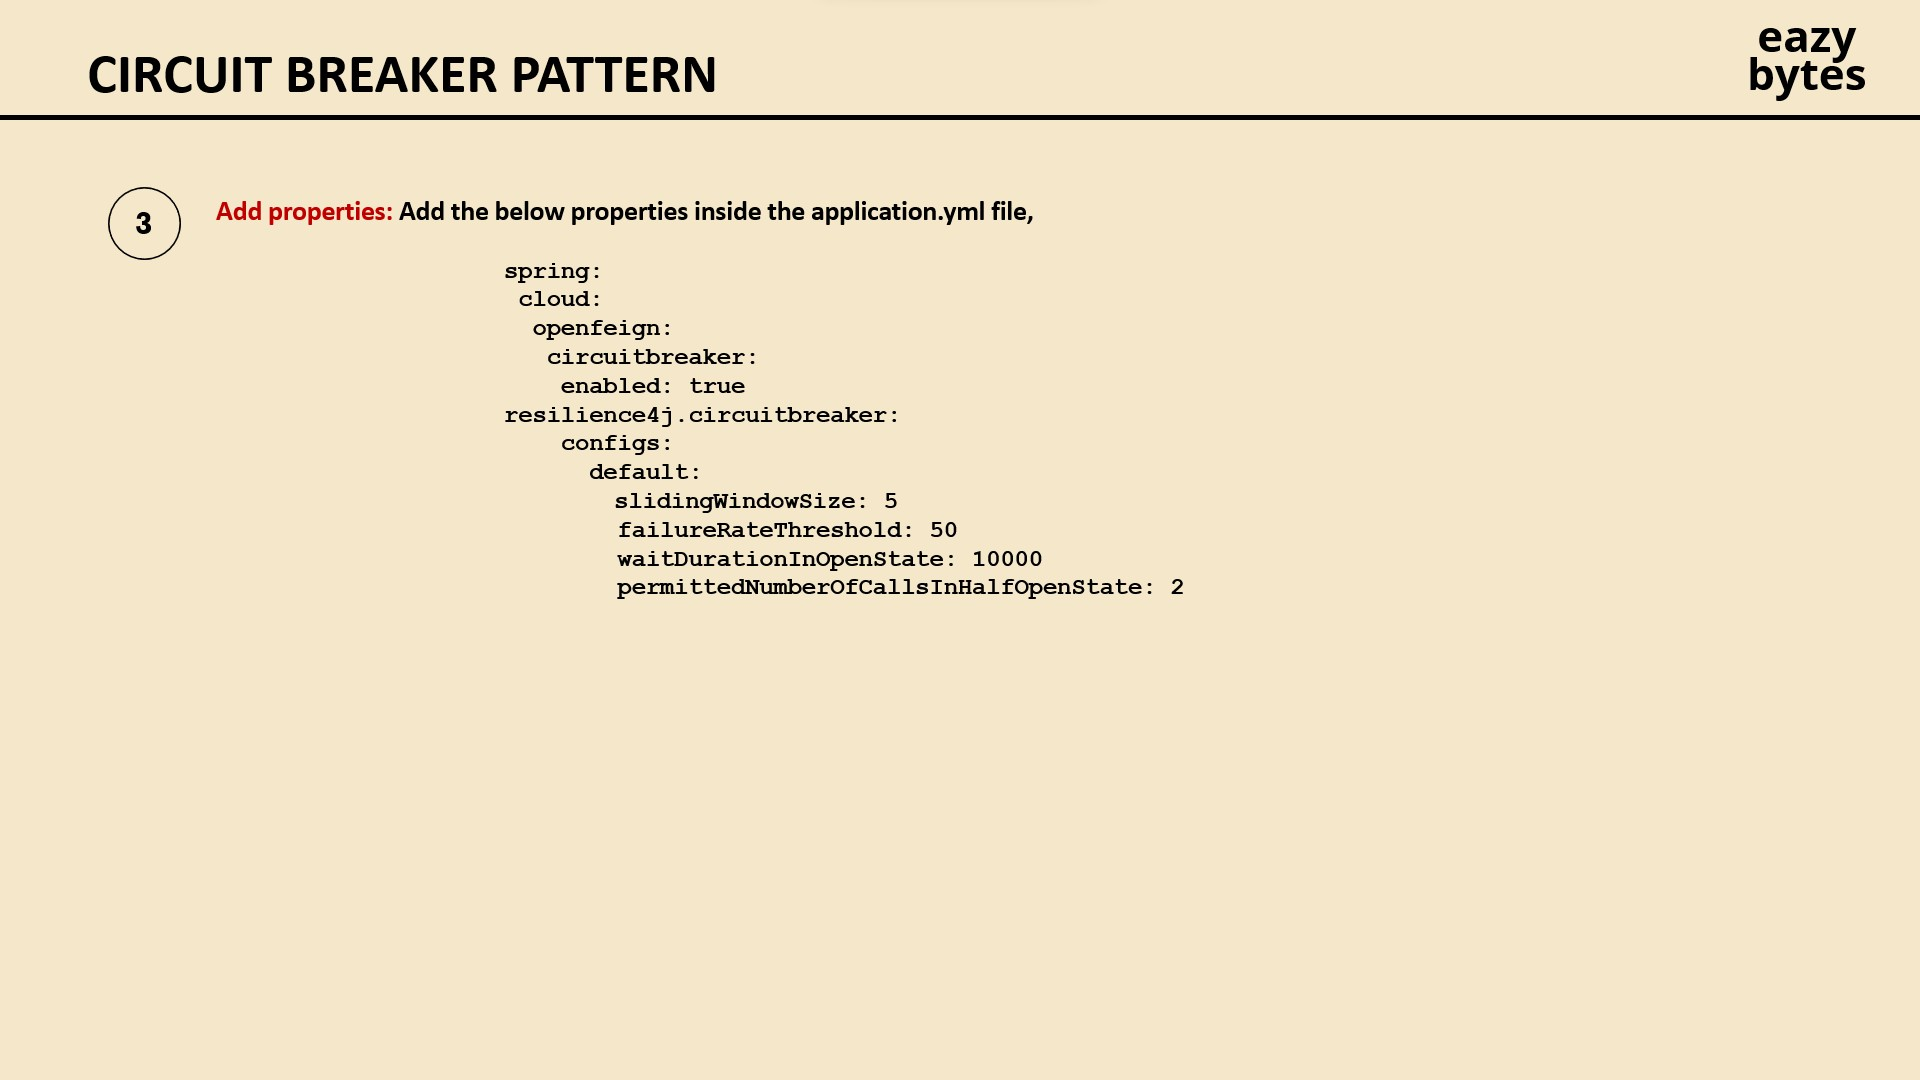 CIRCUIT BREAKER PATTERN
eazy
bytes
3
Add properties: Add the below properties inside the application.yml file,
spring:
 cloud:
  openfeign:
   circuitbreaker:
    enabled: true
resilience4j.circuitbreaker:
    configs:
      default:
        slidingWindowSize: 5
        failureRateThreshold: 50
        waitDurationInOpenState: 10000
        permittedNumberOfCallsInHalfOpenState: 2